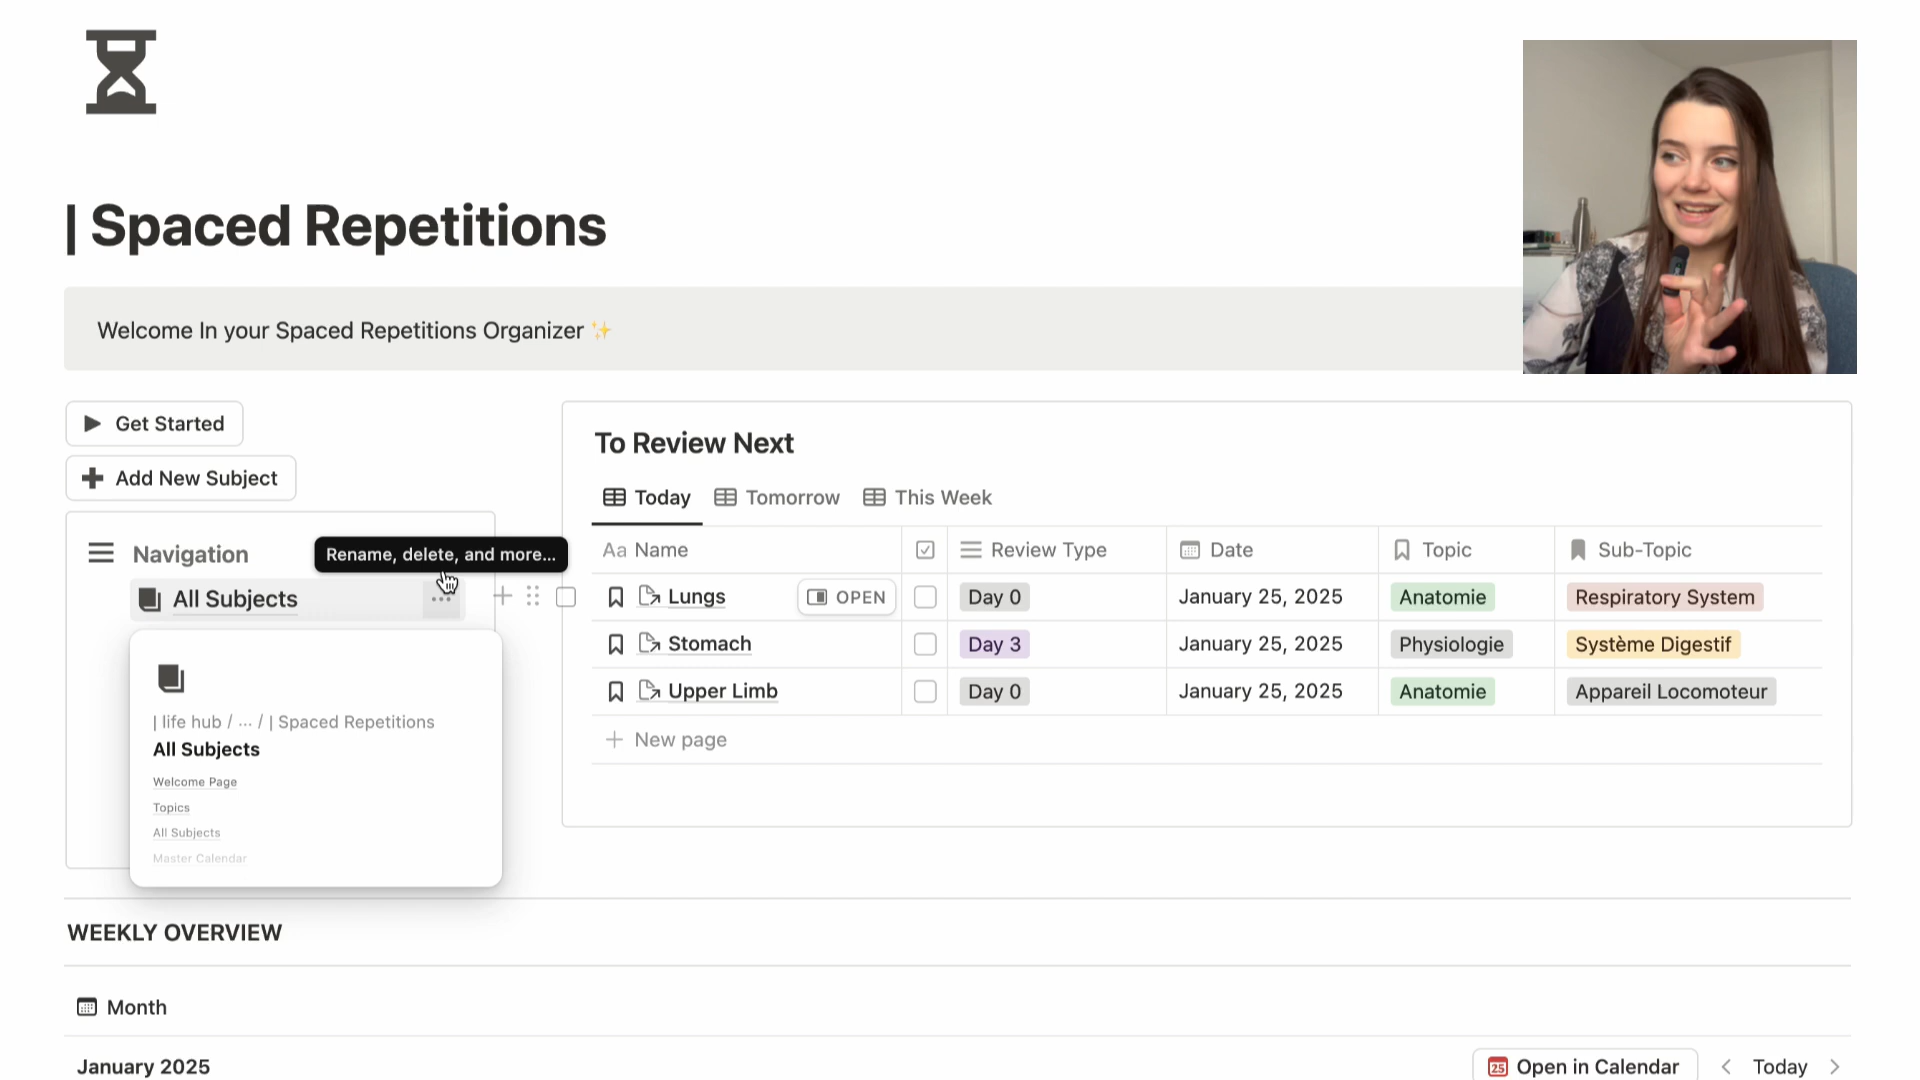 | Spaced Repetitions
Welcome In your Spaced Repetitions Organizer ✨
Get Started
Add New Subject
Navigation
Rename, delete, and more...
All Subjects
| life hub / ... / | Spaced Repetitions
All Subjects
Welcome Page
Topics
All Subjects
Master Calendar
To Review Next
Today Tomorrow This Week
Aa Name Review Type Date Topic Sub-Topic
Lungs OPEN Day 0 January 25, 2025 Anatomie Respiratory System
Stomach Day 3 January 25, 2025 Physiologie Système Digestif
Upper Limb Day 0 January 25, 2025 Anatomie Appareil Locomoteur
+ New page
WEEKLY OVERVIEW
Month
January 2025 25 Open in Calendar < Today >